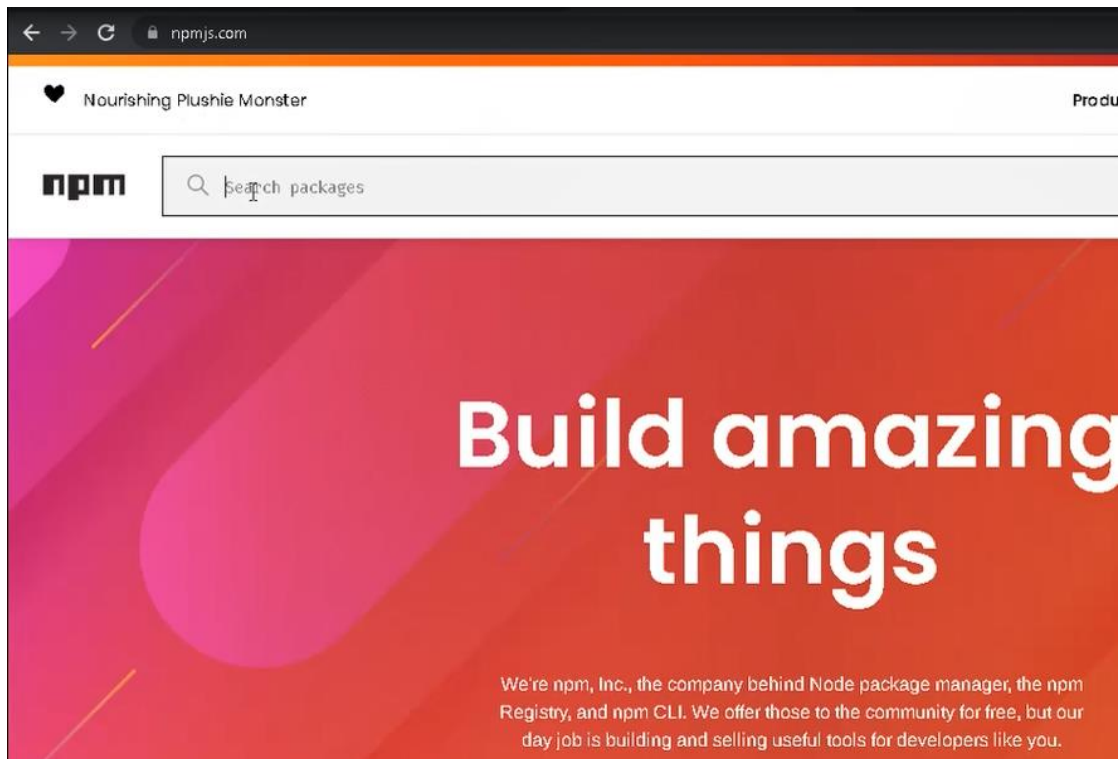 npmjs.com
Nourishing Plushie Monster
Produ
npm
Search packages
Build amazing
things
We're npm, Inc., the company behind Node package manager, the npm
Registry, and npm CLI. We offer those to the community for free, but our
day job is building and selling useful tools for developers like you.